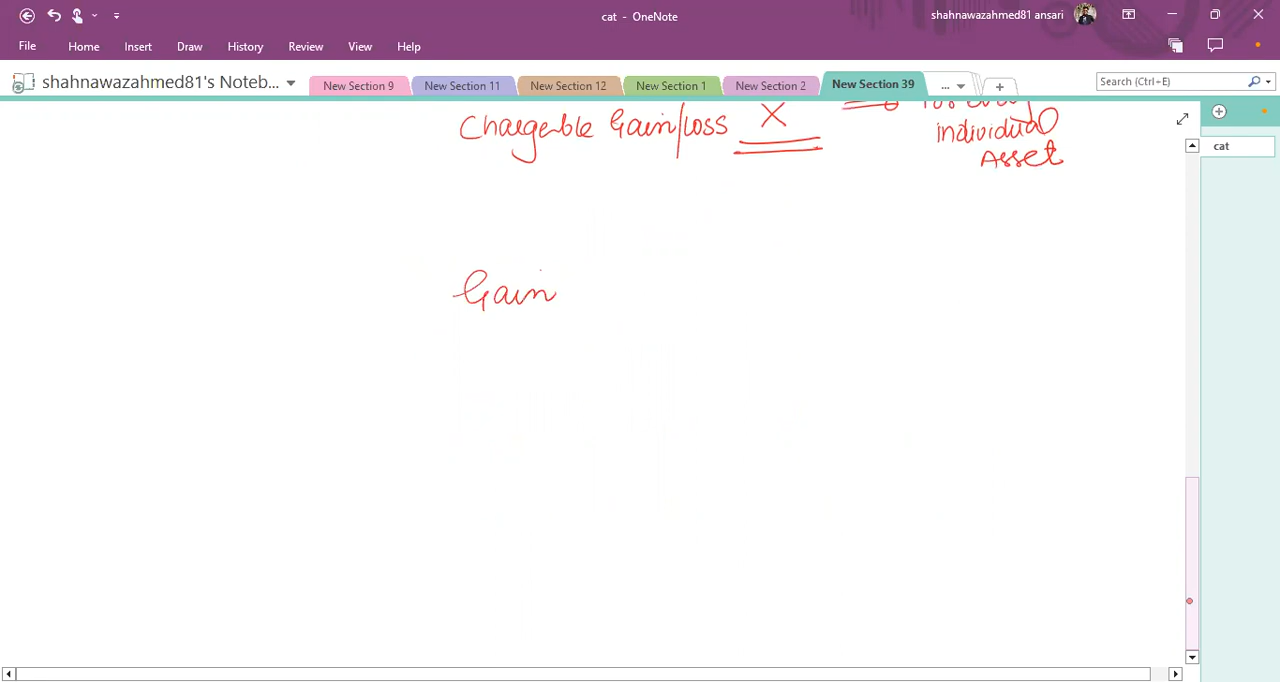 cat - OneNote
shahnawazahmed81 ansari
File Home Insert Draw History Review View Help
shahnawazahmed81's Noteb... New Section 9 New Section 11 New Section 12 New Section 1 New Section 2 New Section 39 ... + Search (Ctrl+E)
cat
Chargeble Gain/Loss X
individual
Asset
Gain